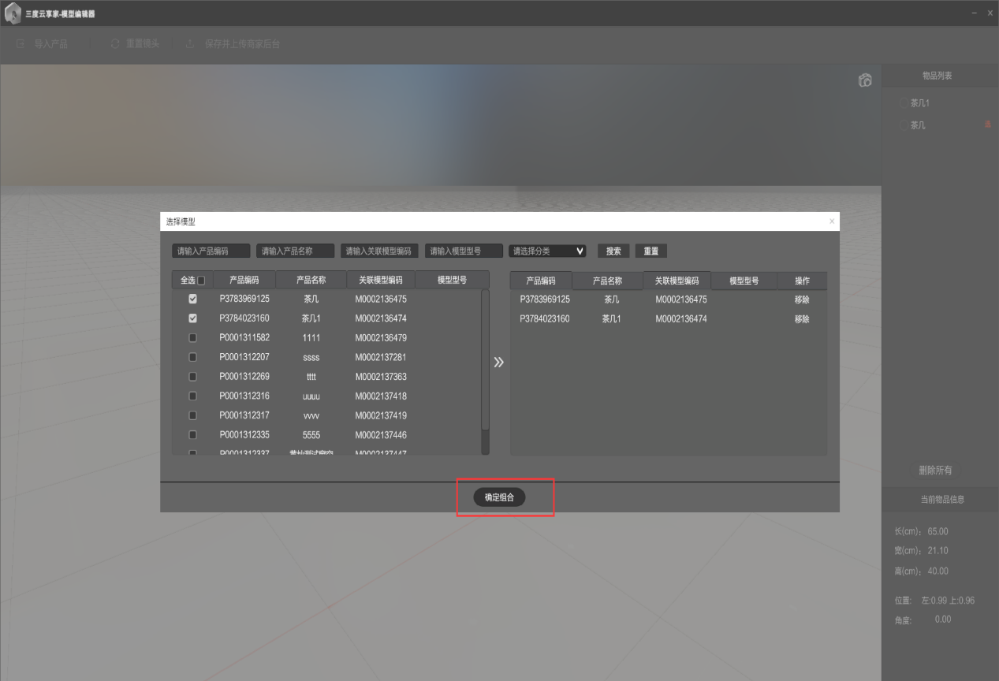 三度云享家-模型编辑器
导入产品 重置镜头 保存并上传商家后台
物品列表
茶几1
茶几
选择模型
请输入产品编码 请输入产品名称 请输入关联模型编码 请输入模型型号 请选择分类 搜索 重置
全选 产品编码 产品名称 关联模型编码 模型型号
P3783969125 茶几 M0002136475
P3784023160 茶几1 M0002136474
P0001311582 1111 M0002136479
P0001312207 ssss M0002137281
P0001312269 tttt M0002137363
P0001312316 uuuu M0002137418
P0001312317 vvvv M0002137419
P0001312335 5555 M0002137446
P0001312337 M0002137447
产品编码 产品名称 关联模型编码 模型型号 操作
P3783969125 茶几 M0002136475 移除
P3784023160 茶几1 M0002136474 移除
确定组合
删除所有
当前物品信息
长(cm): 65.00
宽(cm): 21.10
高(cm): 40.00
位置: 左:0.99 上:0.96
角度: 0.00